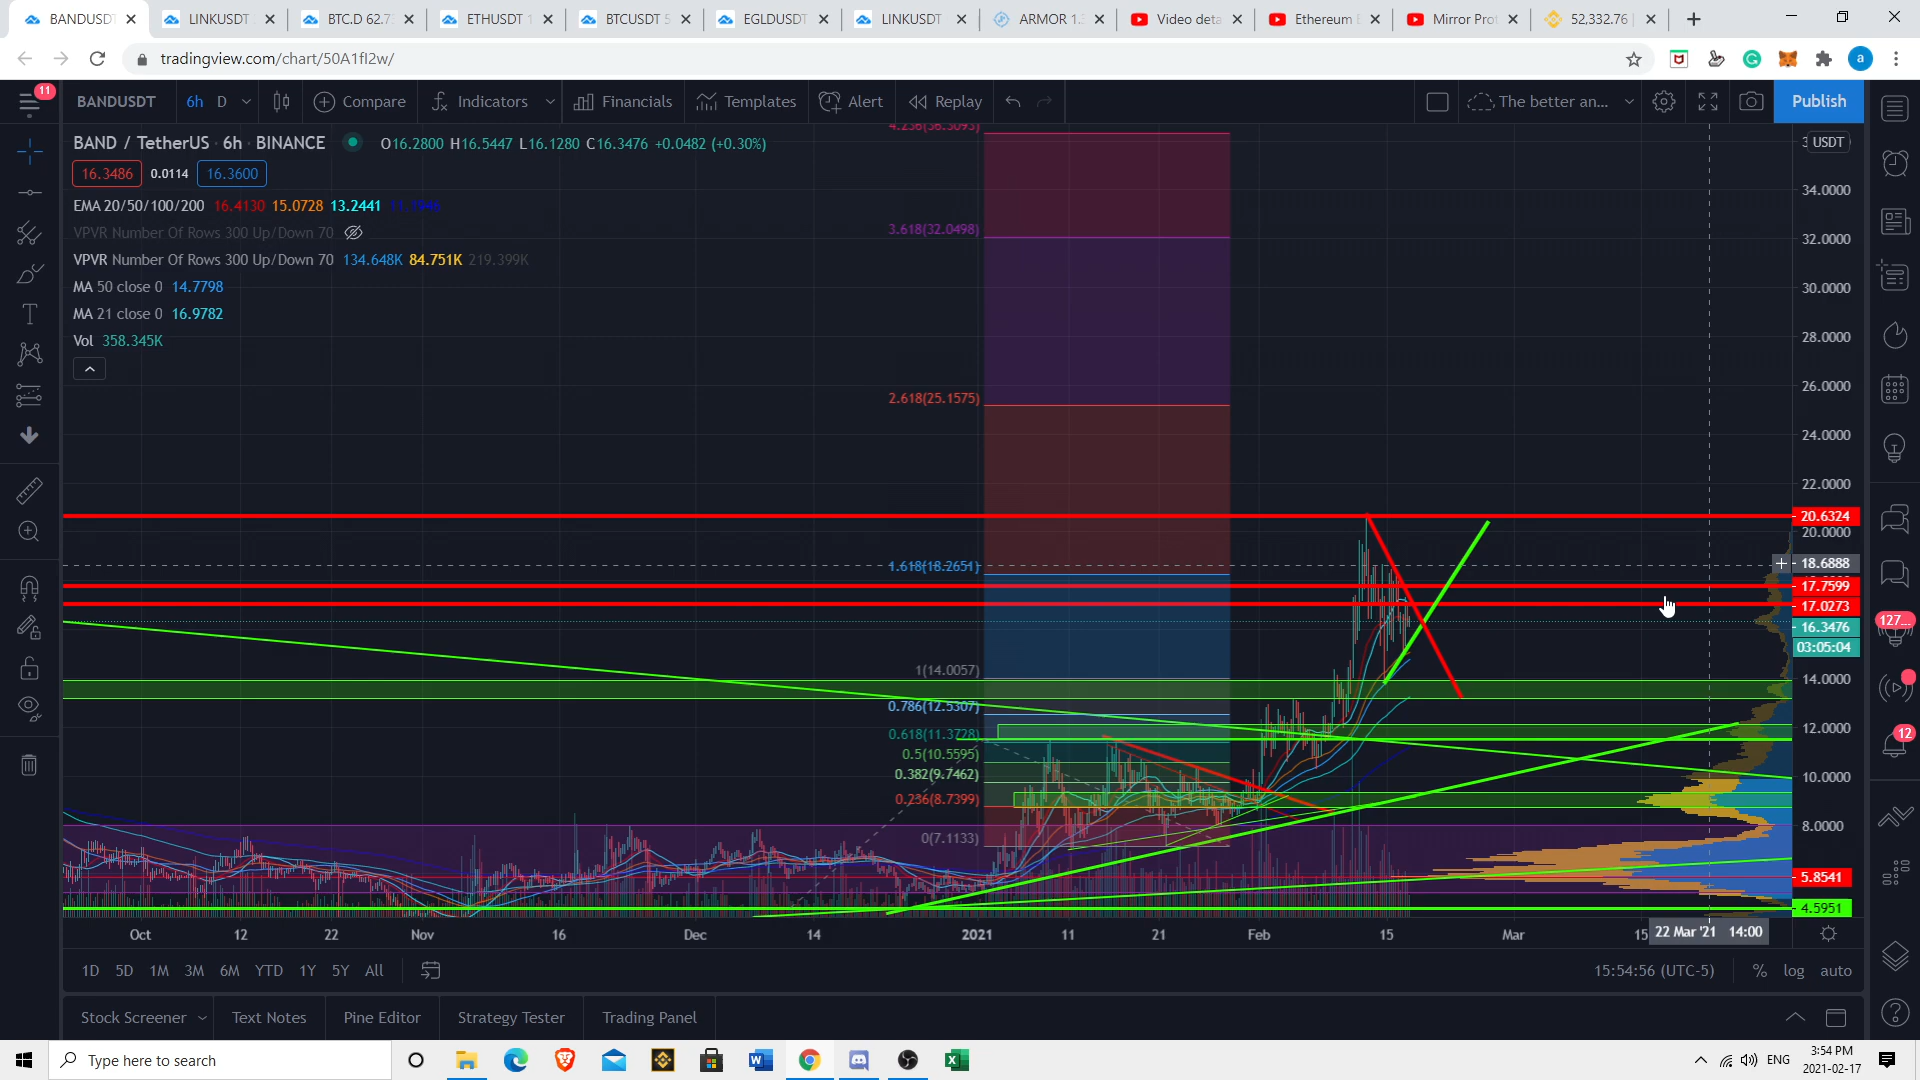 BANDUSDT
LINKUSDT
BTC.D 62.7
ETHUSDT 1
BTCUSDT 5
EGLDUSDT
LINKUSDT
ARMOR 1.
Video deta
Ethereum
Mirror Pro
52,332.76
tradingview.com/chart/50A1fI2w/
a
11
BANDUSDT
6h D
Compare
Indicators
Financials
Templates
Alert
Replay
The better an...
Publish
BAND / TetherUS · 6h · BINANCE
O16.2800 H16.5447 L16.1280 C16.3476 +0.0482 (+0.30%)
16.3486 0.0114 16.3600
EMA 20/50/100/200 16.4130 15.0728 13.2441
VPVR Number Of Rows 300 Up/Down 70
VPVR Number Of Rows 300 Up/Down 70 134.648K 84.751K 219.399K
MA 50 close 0 14.7798
MA 21 close 0 16.9782
Vol 358.345K
4.236(36.3093)
3.618(32.0498)
2.618(25.1575)
1.618(18.2651)
1(14.0057)
0.786(12.5307)
0.618(11.3728)
0.5(10.5595)
0.382(9.7462)
0.236(8.7399)
0(7.1133)
USDT
34.0000
32.0000
30.0000
28.0000
26.0000
24.0000
22.0000
20.6324
20.0000
18.6888
17.7599
17.0273
16.3476
03:05:04
14.0000
12.0000
10.0000
8.0000
5.8541
4.5951
127...
12
Oct 12 22 Nov 16 Dec 14 2021 11 21 Feb 15 Mar 15 22 Mar '21 14:00
1D 5D 1M 3M 6M YTD 1Y 5Y All
15:54:56 (UTC-5) % log auto
Stock Screener
Text Notes
Pine Editor
Strategy Tester
Trading Panel
Type here to search
ENG
3:54 PM
2021-02-17